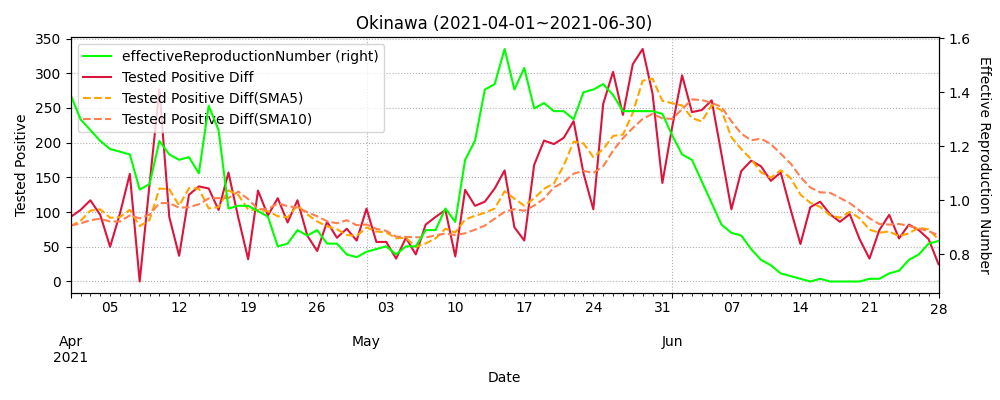 Okinawa (2021-04-01~2021-06-30)
effectiveReproductionNumber (right)
Tested Positive Diff
Tested Positive Diff(SMA5)
Tested Positive Diff(SMA10)
Tested Positive
350
300
250
200
150
100
50
0
1.6
1.4
1.2
1.0
0.8
Effective Reproduction Number
05 12 19 26 03 10 17 24 31 07 14 21 28
Apr May Jun
2021
Date